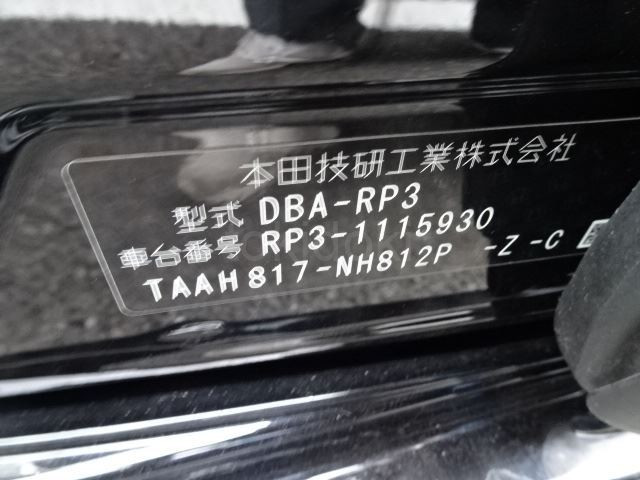 本田技研工業株式会社
型式 DBA-RP3
車台番号 RP3-1115930
TAAH817-NH812P -Z-C